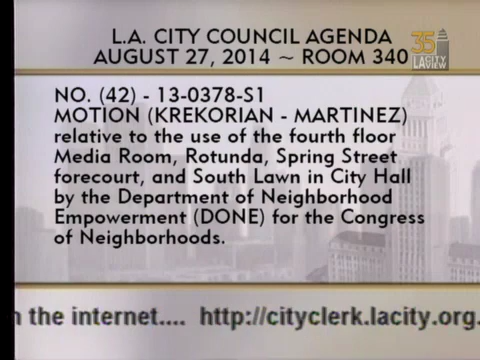 L.A. CITY COUNCIL AGENDA
AUGUST 27, 2014 ~ ROOM 340
35
LA CITY
VIEW
NO. (42) - 13-0378-S1
MOTION (KREKORIAN - MARTINEZ)
relative to the use of the fourth floor
Media Room, Rotunda, Spring Street
forecourt, and South Lawn in City Hall
by the Department of Neighborhood
Empowerment (DONE) for the Congress
of Neighborhoods.
n the internet.... http://cityclerk.lacity.org.